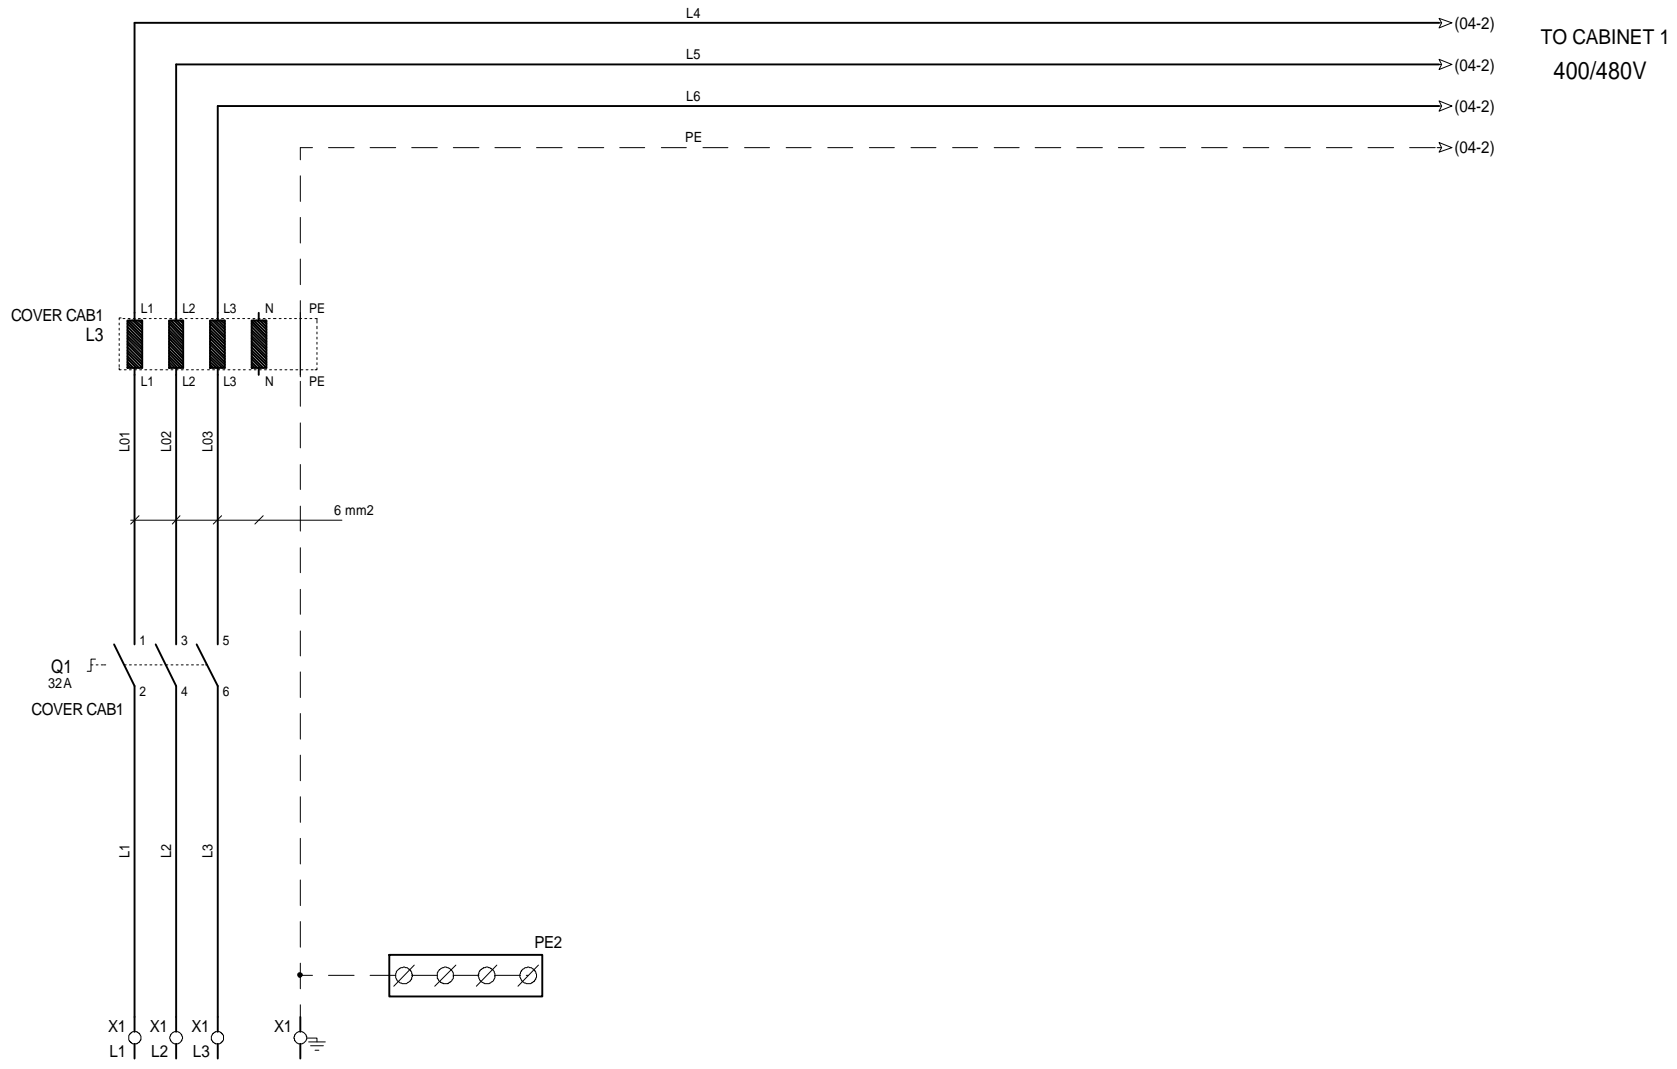 L4
(04-2)
TO CABINET 1
L5
(04-2)
400/480V
L6
(04-2)
PE
(04-2)
COVER CAB1
L1 L2 L3 N PE
L3
L1 L2 L3 N PE
L01 L02 L03
6 mm2
1 3 5
Q1
32A
2 4 6
COVER CAB1
L1 L2 L3
PE2
X1 X1 X1 X1
L1 L2 L3